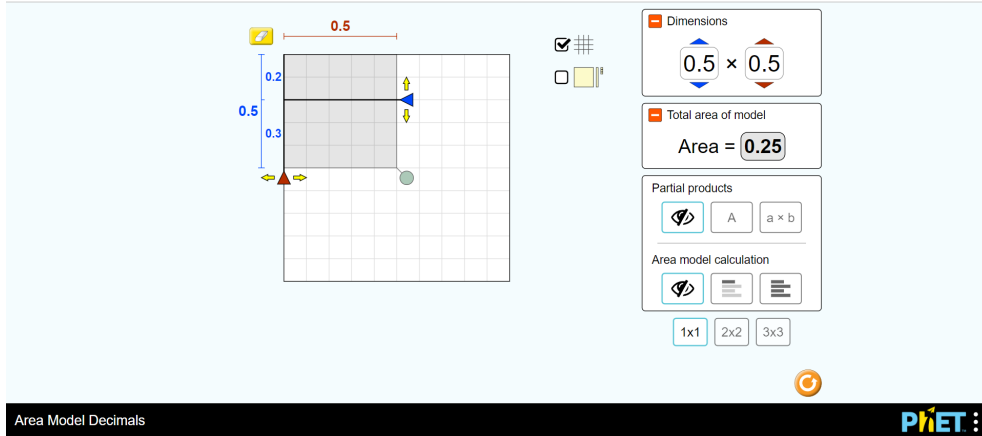 0.5
0.2
0.5
0.3
Dimensions
0.5 × 0.5
Total area of model
Area = 0.25
Partial products
A
a × b
Area model calculation
1x1
2x2
3x3
Area Model Decimals
PhET